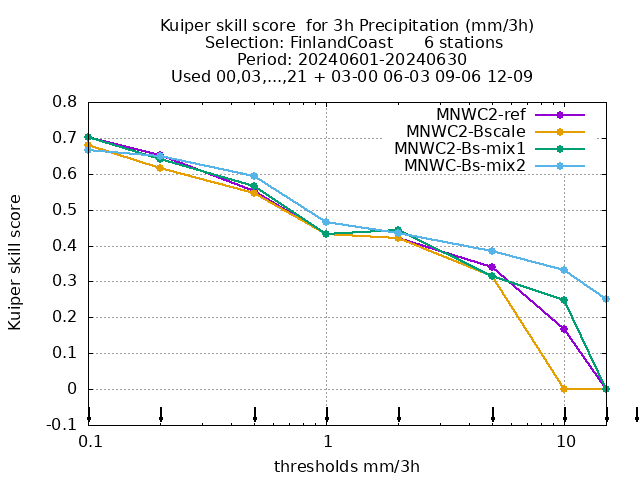 Kuiper skill score  for 3h Precipitation (mm/3h)
Selection: FinlandCoast      6 stations
Period: 20240601-20240630
Used 00,03,...,21 + 03-00 06-03 09-06 12-09
MNWC2-ref
MNWC2-Bscale
MNWC2-Bs-mix1
MNWC-Bs-mix2
Kuiper skill score
0.8
0.7
0.6
0.5
0.4
0.3
0.2
0.1
0
-0.1
0.1
1
10
thresholds mm/3h